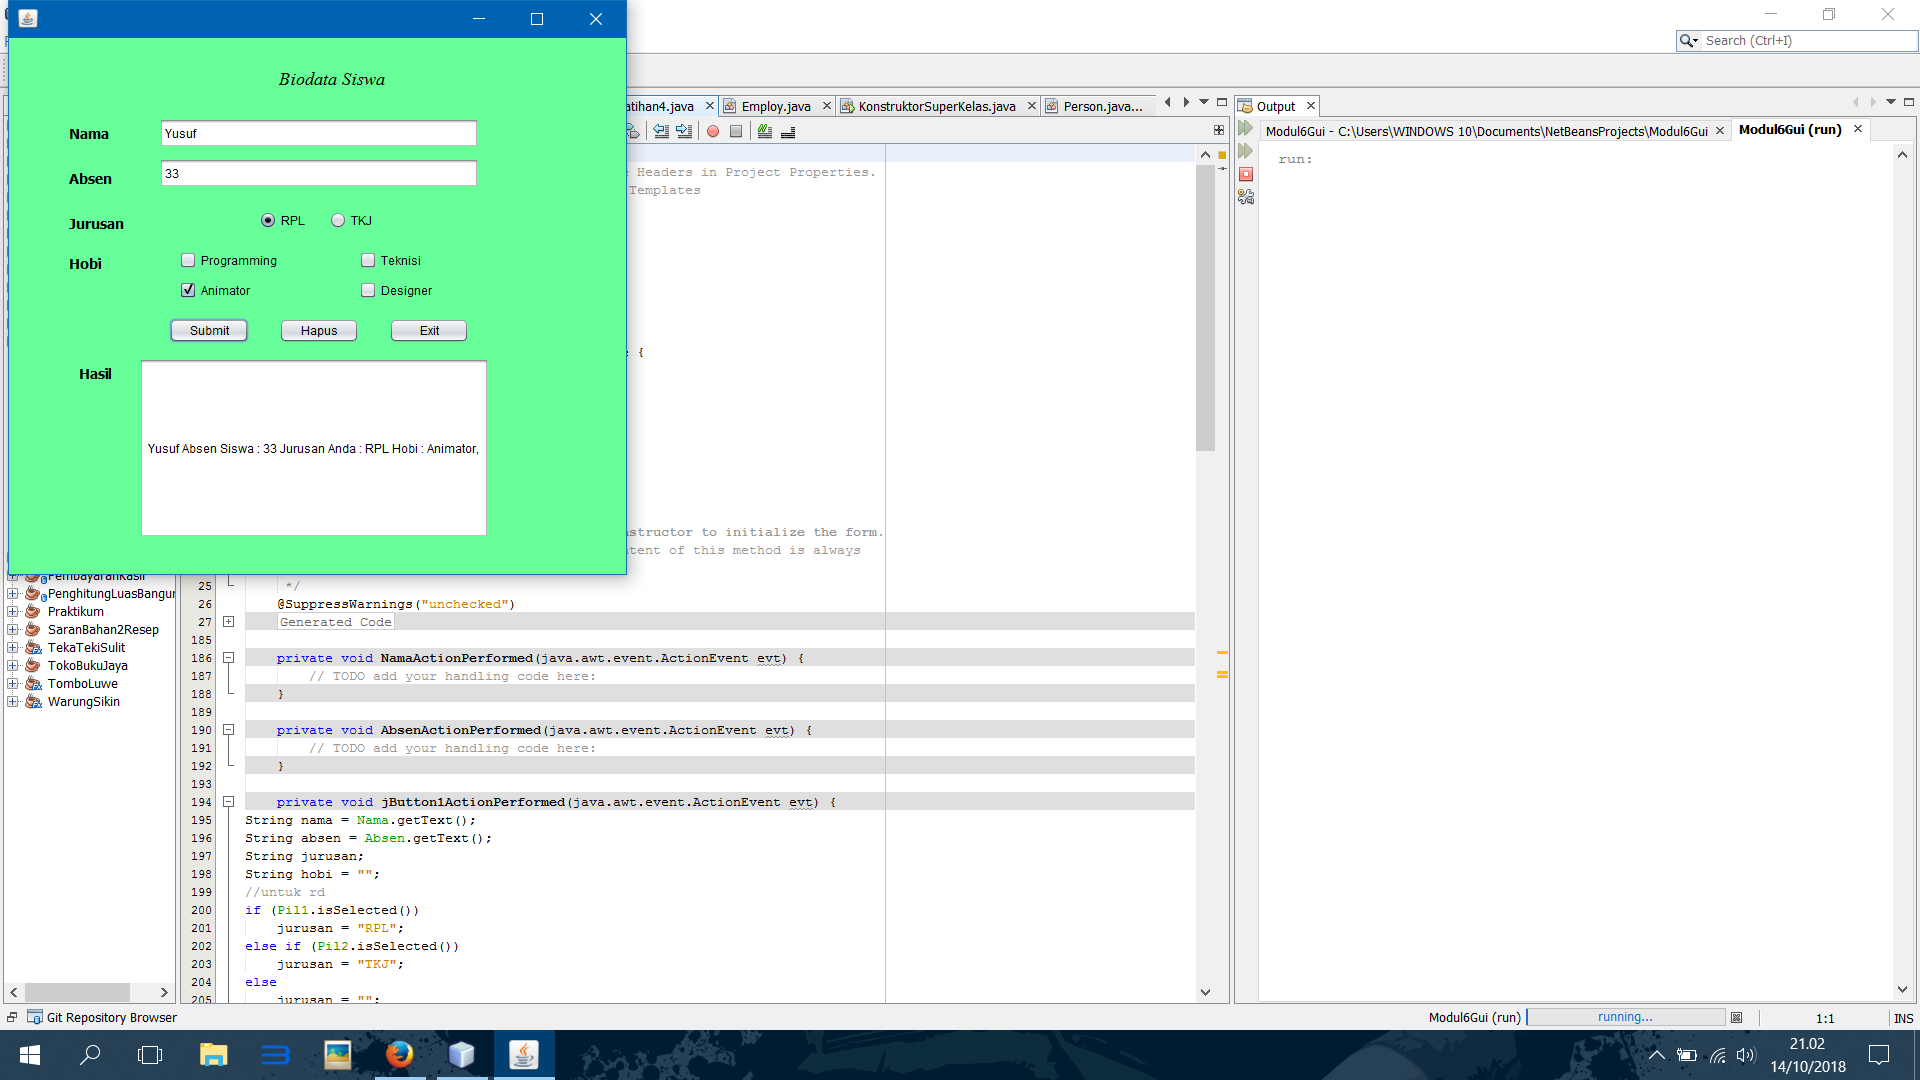 Search (Ctrl+I)
Biodata Siswa
Nama
Yusuf
Absen
33
Jurusan
RPL
TKJ
Hobi
Programming
Teknisi
Animator
Designer
Submit
Hapus
Exit
Hasil
Yusuf Absen Siswa : 33 Jurusan Anda : RPL Hobi : Animator,
atihan4.java
Employ.java
KonstruktorSuperKelas.java
Person.java...
Headers in Project Properties.
Templates
{
structor to initialize the form.
tent of this method is always
25 */
26 @SuppressWarnings("unchecked")
27 Generated Code
185
186 private void NamaActionPerformed(java.awt.event.ActionEvent evt) {
187 // TODO add your handling code here:
188 }
189
190 private void AbsenActionPerformed(java.awt.event.ActionEvent evt) {
191 // TODO add your handling code here:
192 }
193
194 private void jButton1ActionPerformed(java.awt.event.ActionEvent evt) {
195 String nama = Nama.getText();
196 String absen = Absen.getText();
197 String jurusan;
198 String hobi = "";
199 //untuk rd
200 if (Pil1.isSelected())
201 jurusan = "RPL";
202 else if (Pil2.isSelected())
203 jurusan = "TKJ";
204 else
205 jurusan = "";
PembayaranKasir
PenghitungLuasBangur
Praktikum
SaranBahan2Resep
TekaTekiSulit
TokoBukuJaya
TomboLuwe
WarungSikin
Output
Modul6Gui - C:\Users\WINDOWS 10\Documents\NetBeansProjects\Modul6Gui
Modul6Gui (run)
run:
Git Repository Browser
Modul6Gui (run)
running...
1:1
INS
21.02
14/10/2018